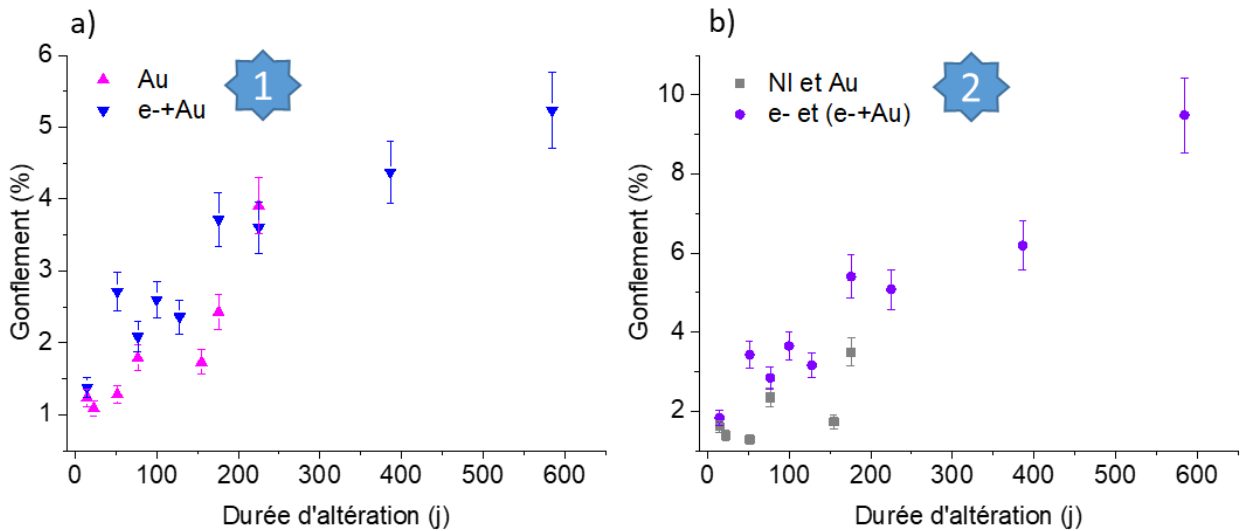 a)
6
5
4
3
2
1
Gonflement (%)
Au
e-+Au
1
0 100 200 300 400 500 600
Durée d'altération (j)
b)
10
8
6
4
2
Gonflement (%)
NI et Au
e- et (e-+Au)
2
0 100 200 300 400 500 600
Durée d'altération (j)